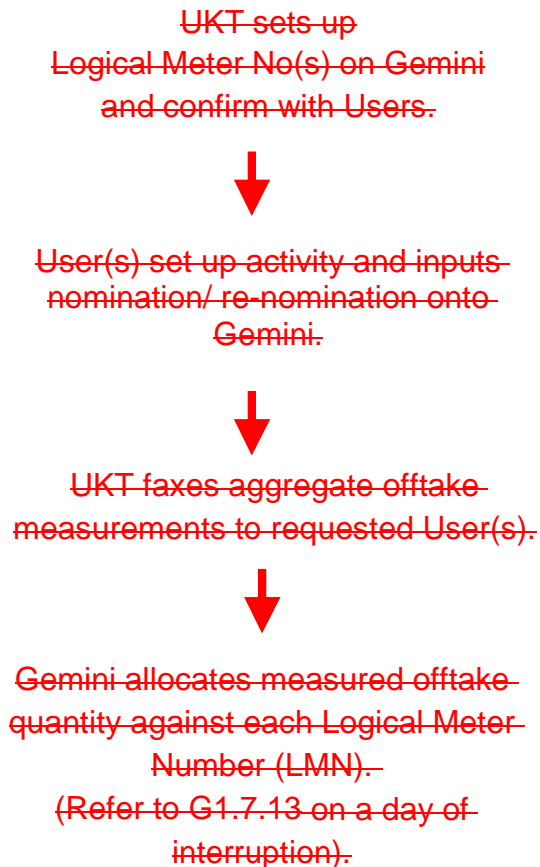 UKT sets up
Logical Meter No(s) on Gemini
and confirm with Users.
User(s) set up activity and inputs
nomination/ re-nomination onto
Gemini.
UKT faxes aggregate offtake
measurements to requested User(s).
Gemini allocates measured offtake
quantity against each Logical Meter
Number (LMN).
(Refer to G1.7.13 on a day of
interruption).